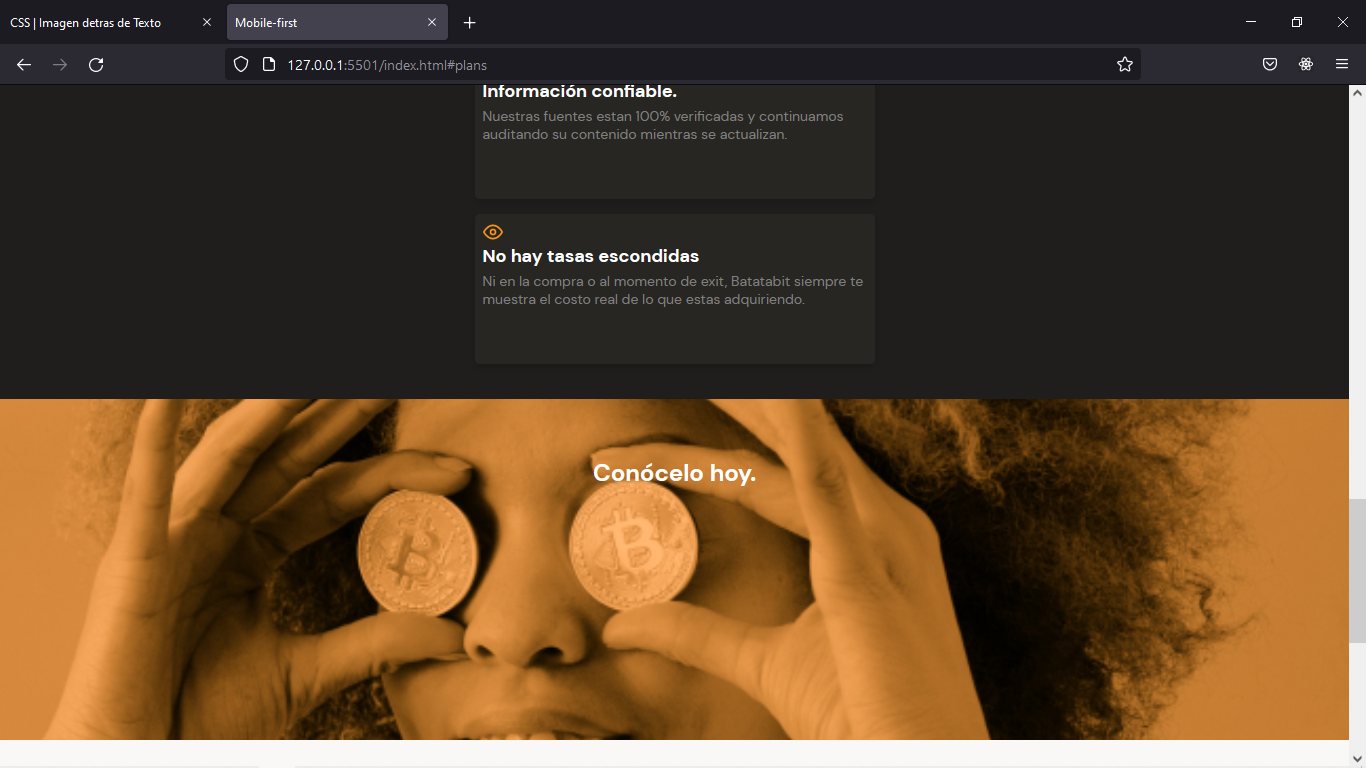 CSS | Imagen detras de Texto
Mobile-first
127.0.0.1:5501/index.html#plans
Información confiable.
Nuestras fuentes estan 100% verificadas y continuamos
auditando su contenido mientras se actualizan.
No hay tasas escondidas
Ni en la compra o al momento de exit, Batatabit siempre te
muestra el costo real de lo que estas adquiriendo.
Conócelo hoy.